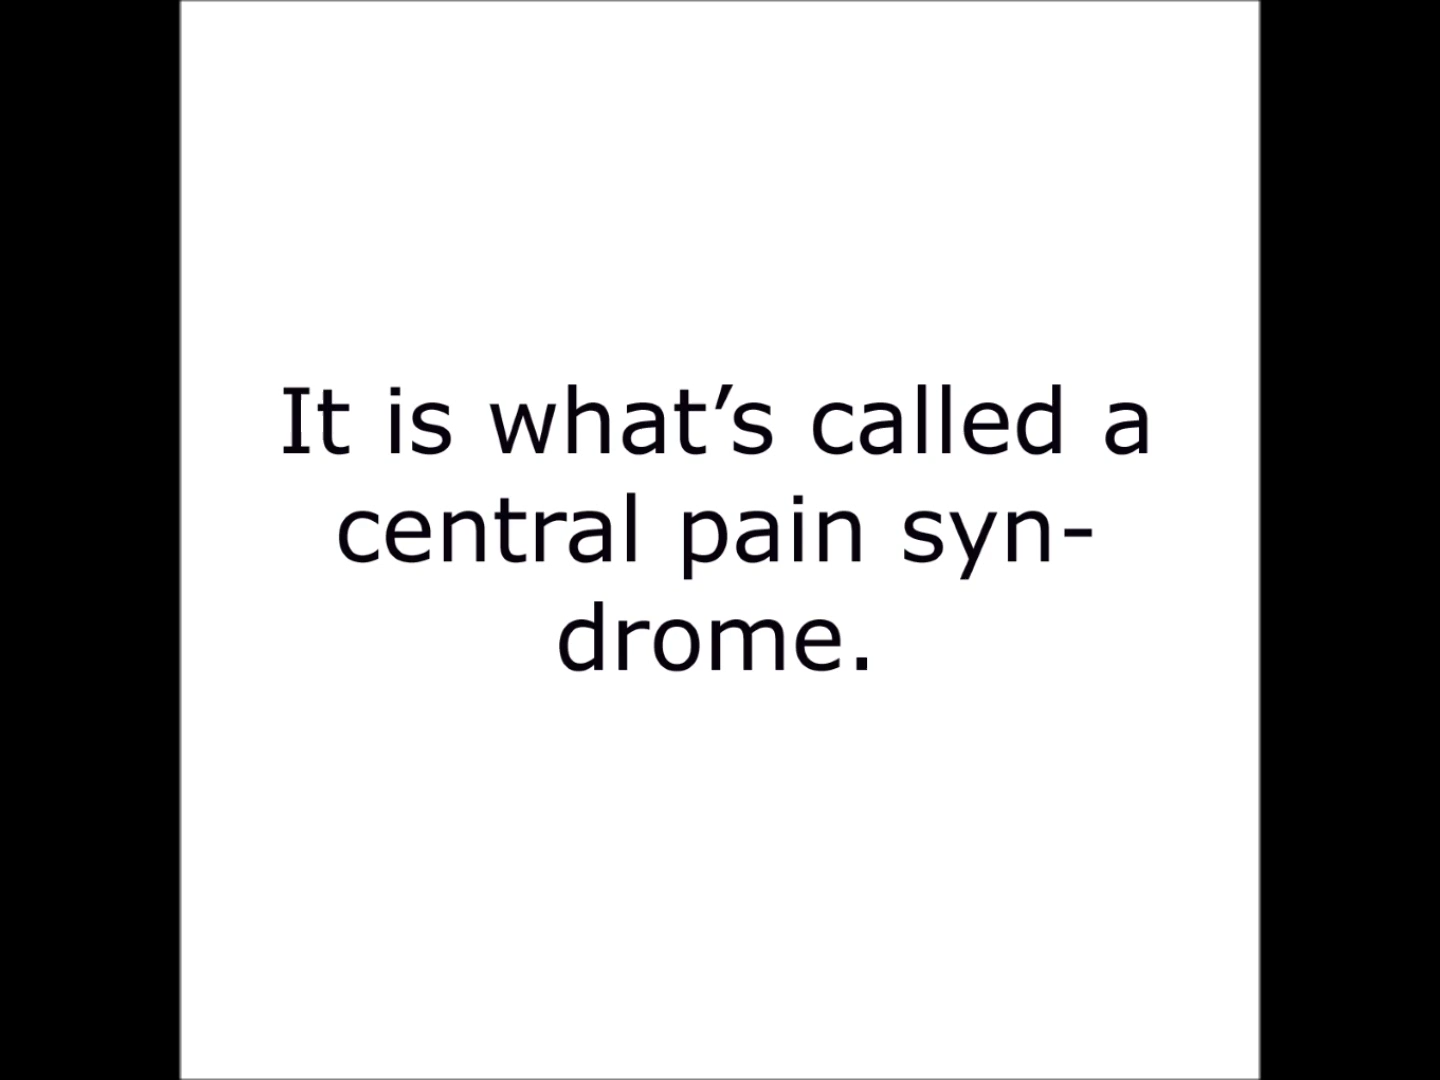 It is what’s called a
central pain syn-
drome.